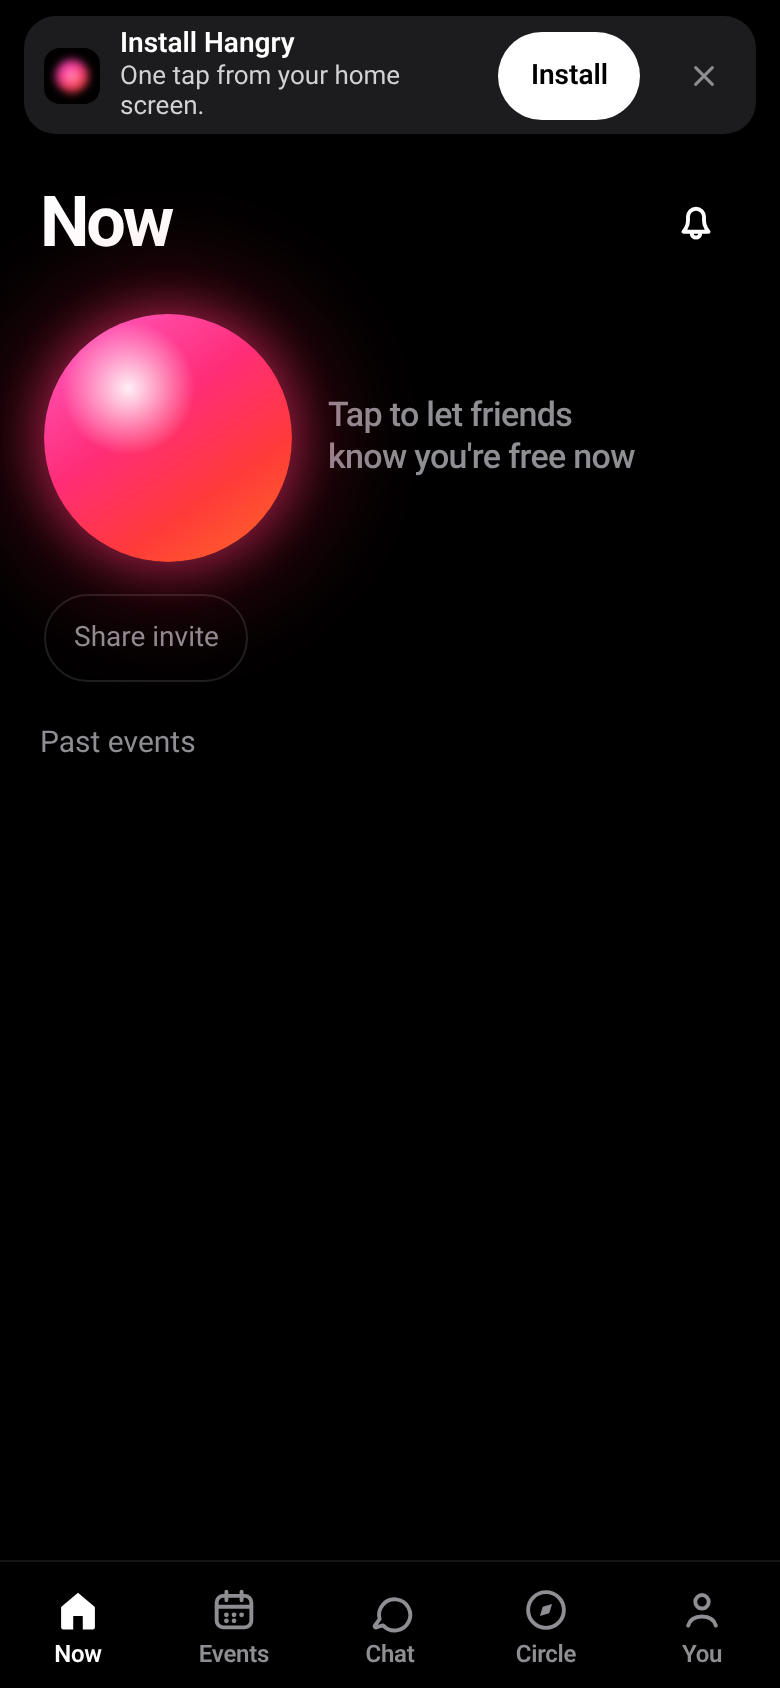 Install Hangry
One tap from your home
screen.
Install
Now
Tap to let friends
know you're free now
Share invite
Past events
Now
Events
Chat
Circle
You